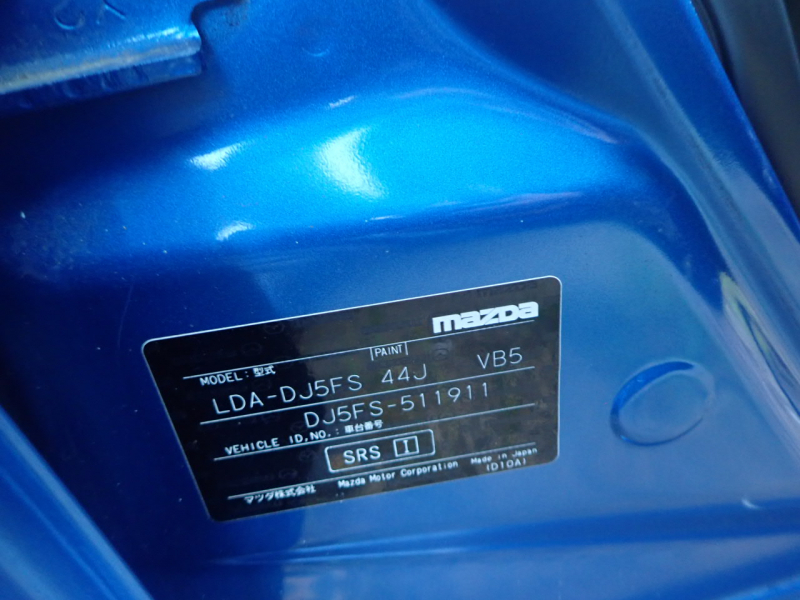 mazda
PAINT
MODEL: 型式
LDA-DJ5FS 44J VB5
DJ5FS-511911
VEHICLE ID.NO.: 車台番号
SRS I
マツダ株式会社 Mazda Motor Corporation Made in Japan
(D10A)